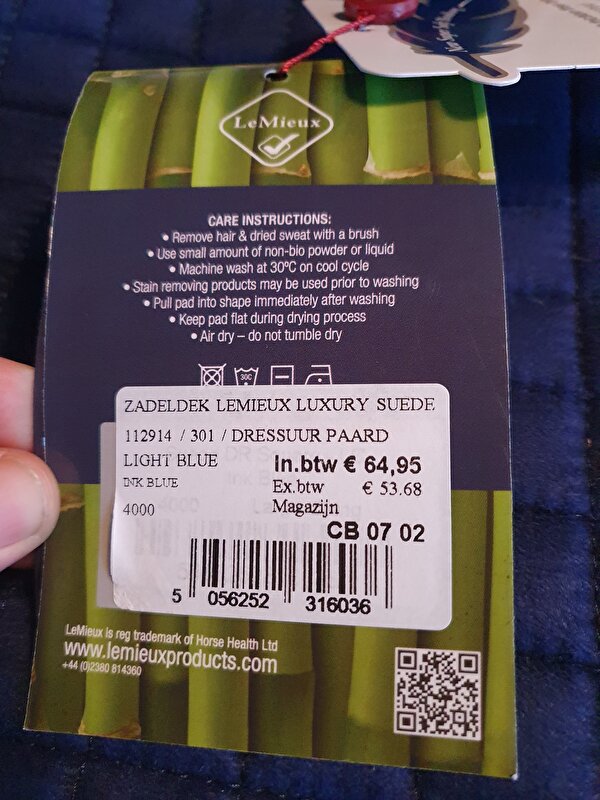 LeMieux
CARE INSTRUCTIONS:
• Remove hair & dried sweat with a brush
• Use small amount of non-bio powder or liquid
• Machine wash at 30ºC on cool cycle
• Stain removing products may be used prior to washing
• Pull pad into shape immediately after washing
• Keep pad flat during drying process
• Air dry – do not tumble dry
30C
ZADELDEK LEMIEUX LUXURY SUEDE
112914 / 301 / DRESSUUR PAARD
LIGHT BLUE In.btw € 64,95
INK BLUE Ex.btw € 53.68
4000 Magazijn
CB 07 02
5 056252 316036
LeMieux is reg trademark of Horse Health Ltd
www.lemieuxproducts.com
+44 (0)2380 814360